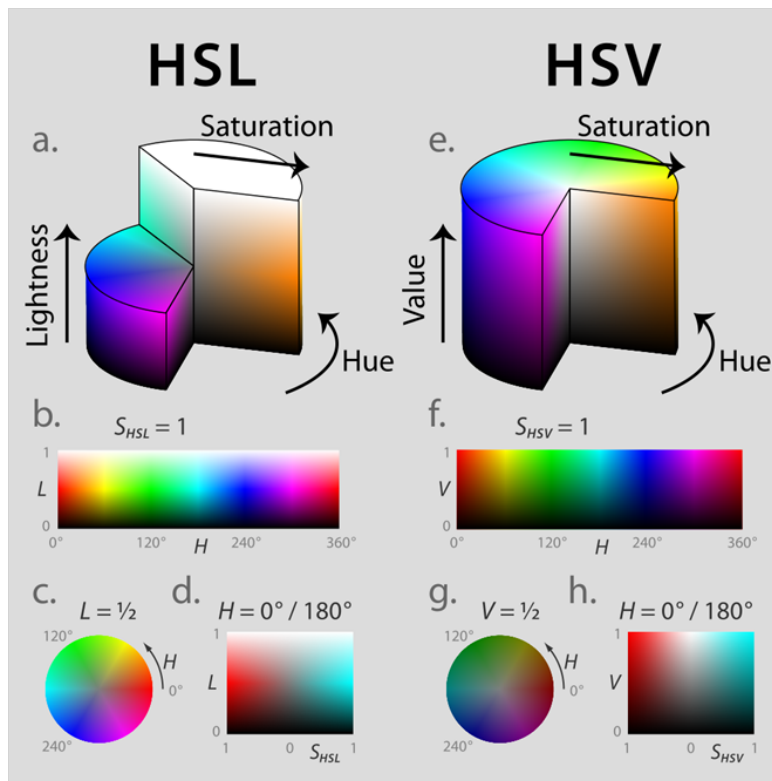 HSL
a.
Saturation
Lightness
Hue
b.
S_HSL = 1
1
L
0
0°
120°
H
240°
360°
c.
L = ½
120°
H
0°
240°
d.
H = 0° / 180°
1
L
0
1
0
S_HSL
1
HSV
e.
Saturation
Value
Hue
f.
S_HSV = 1
1
V
0
0°
120°
H
240°
360°
g.
V = ½
120°
H
0°
240°
h.
H = 0° / 180°
1
V
0
1
0
S_HSV
1